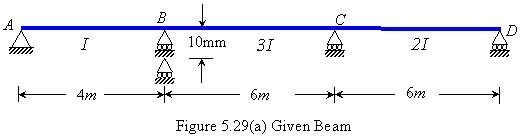 A B C D
I 10mm 3I 2I
4m 6m 6m
Figure 5.29(a) Given Beam